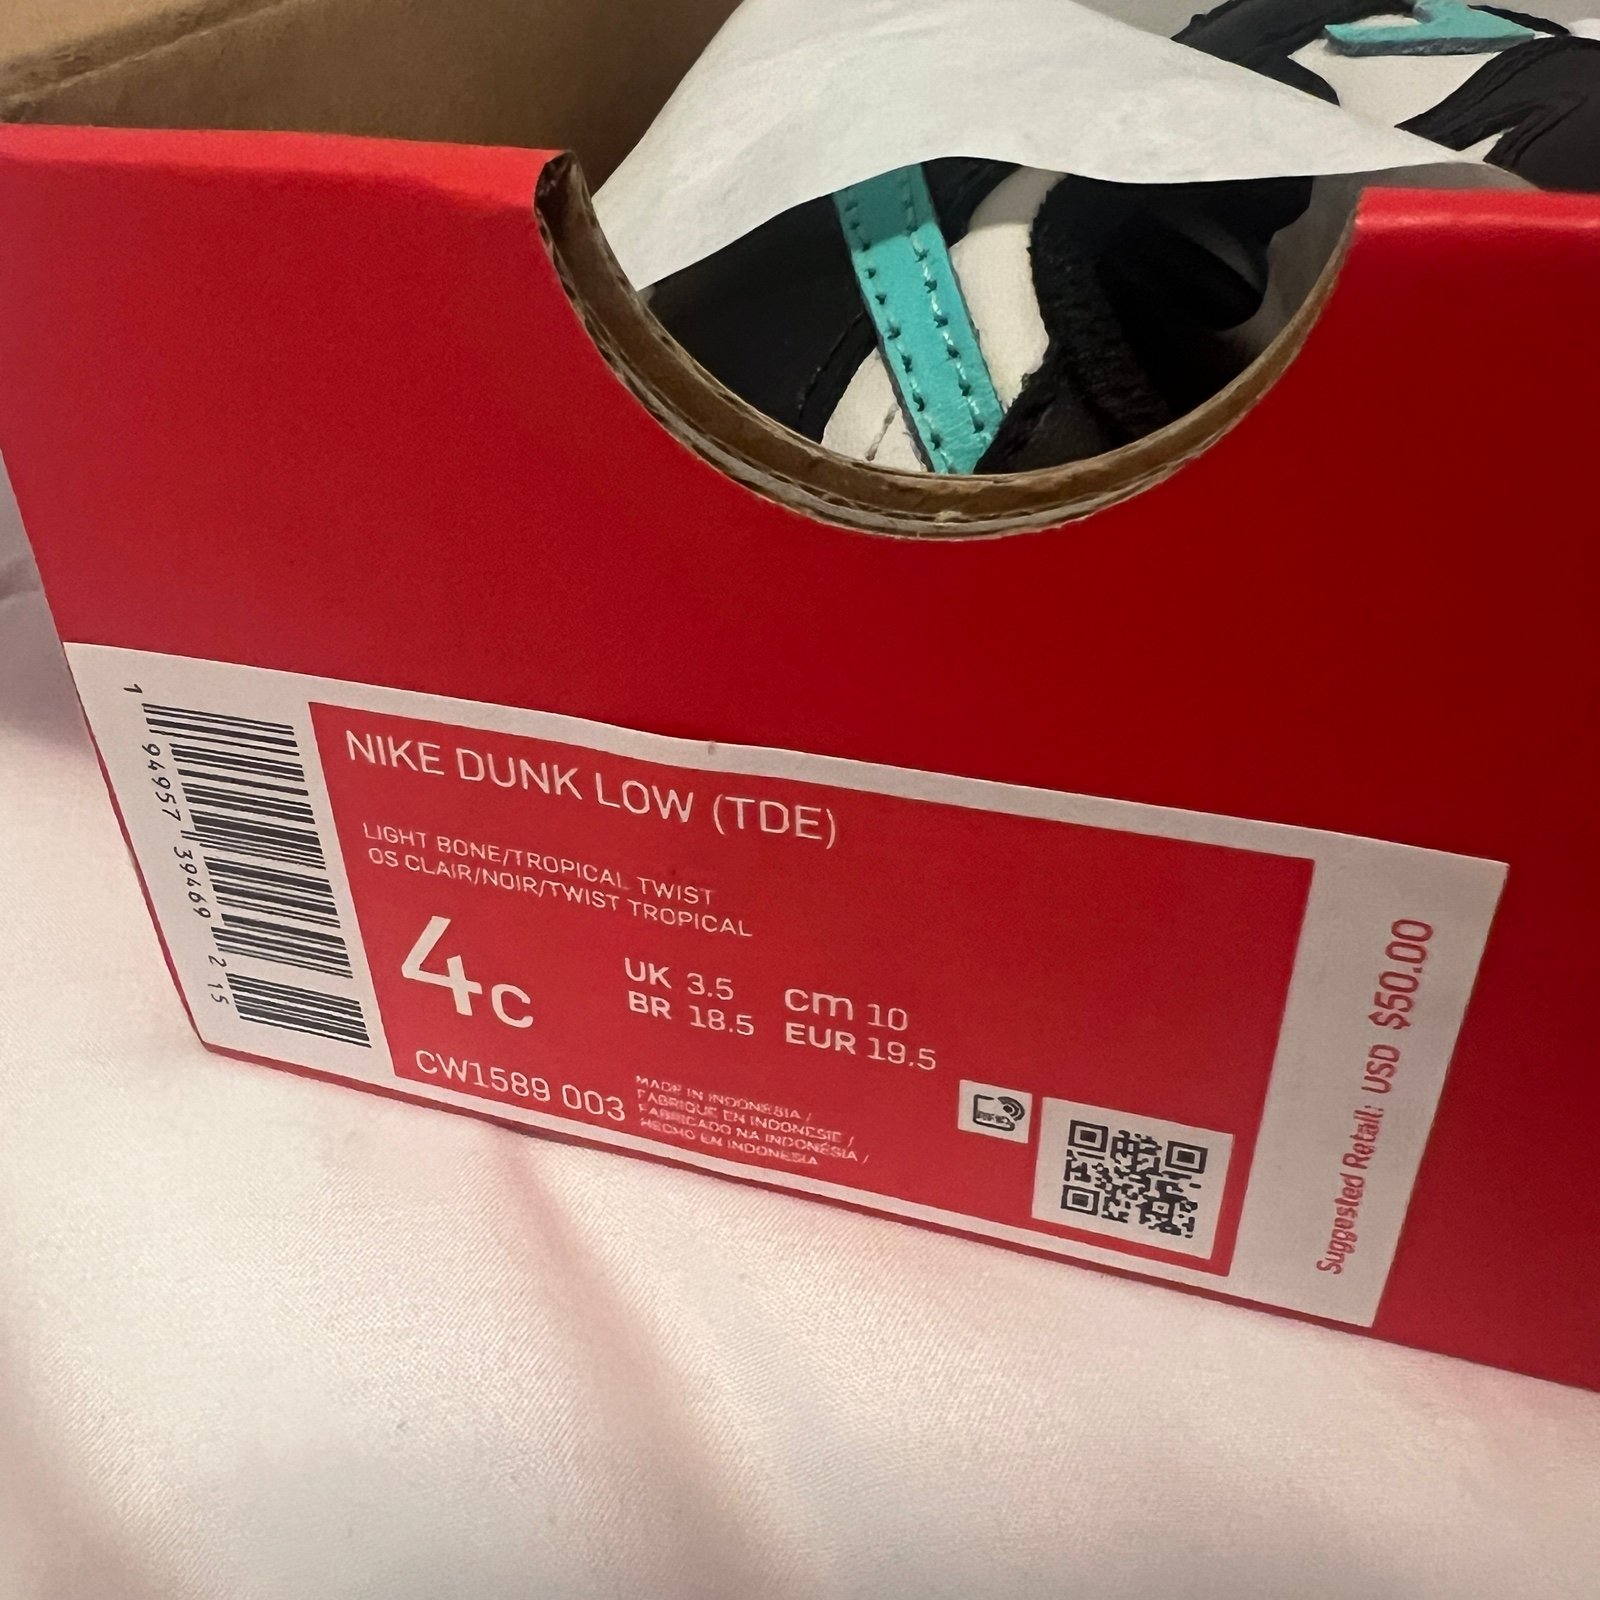 NIKE DUNK LOW (TDE)
LIGHT BONE/TROPICAL TWIST
OS CLAIR/NOIR/TWIST TROPICAL
4C
UK 3.5 cm 10
BR 18.5 EUR 19.5
CW1589 003
MADE IN INDONESIA /
FABRIQUE EN INDONESIE /
FABRICADO NA INDONÉSIA /
HECHO EN INDONESIA
1 94957 39469 2 15
Suggested Retail: USD $50.00